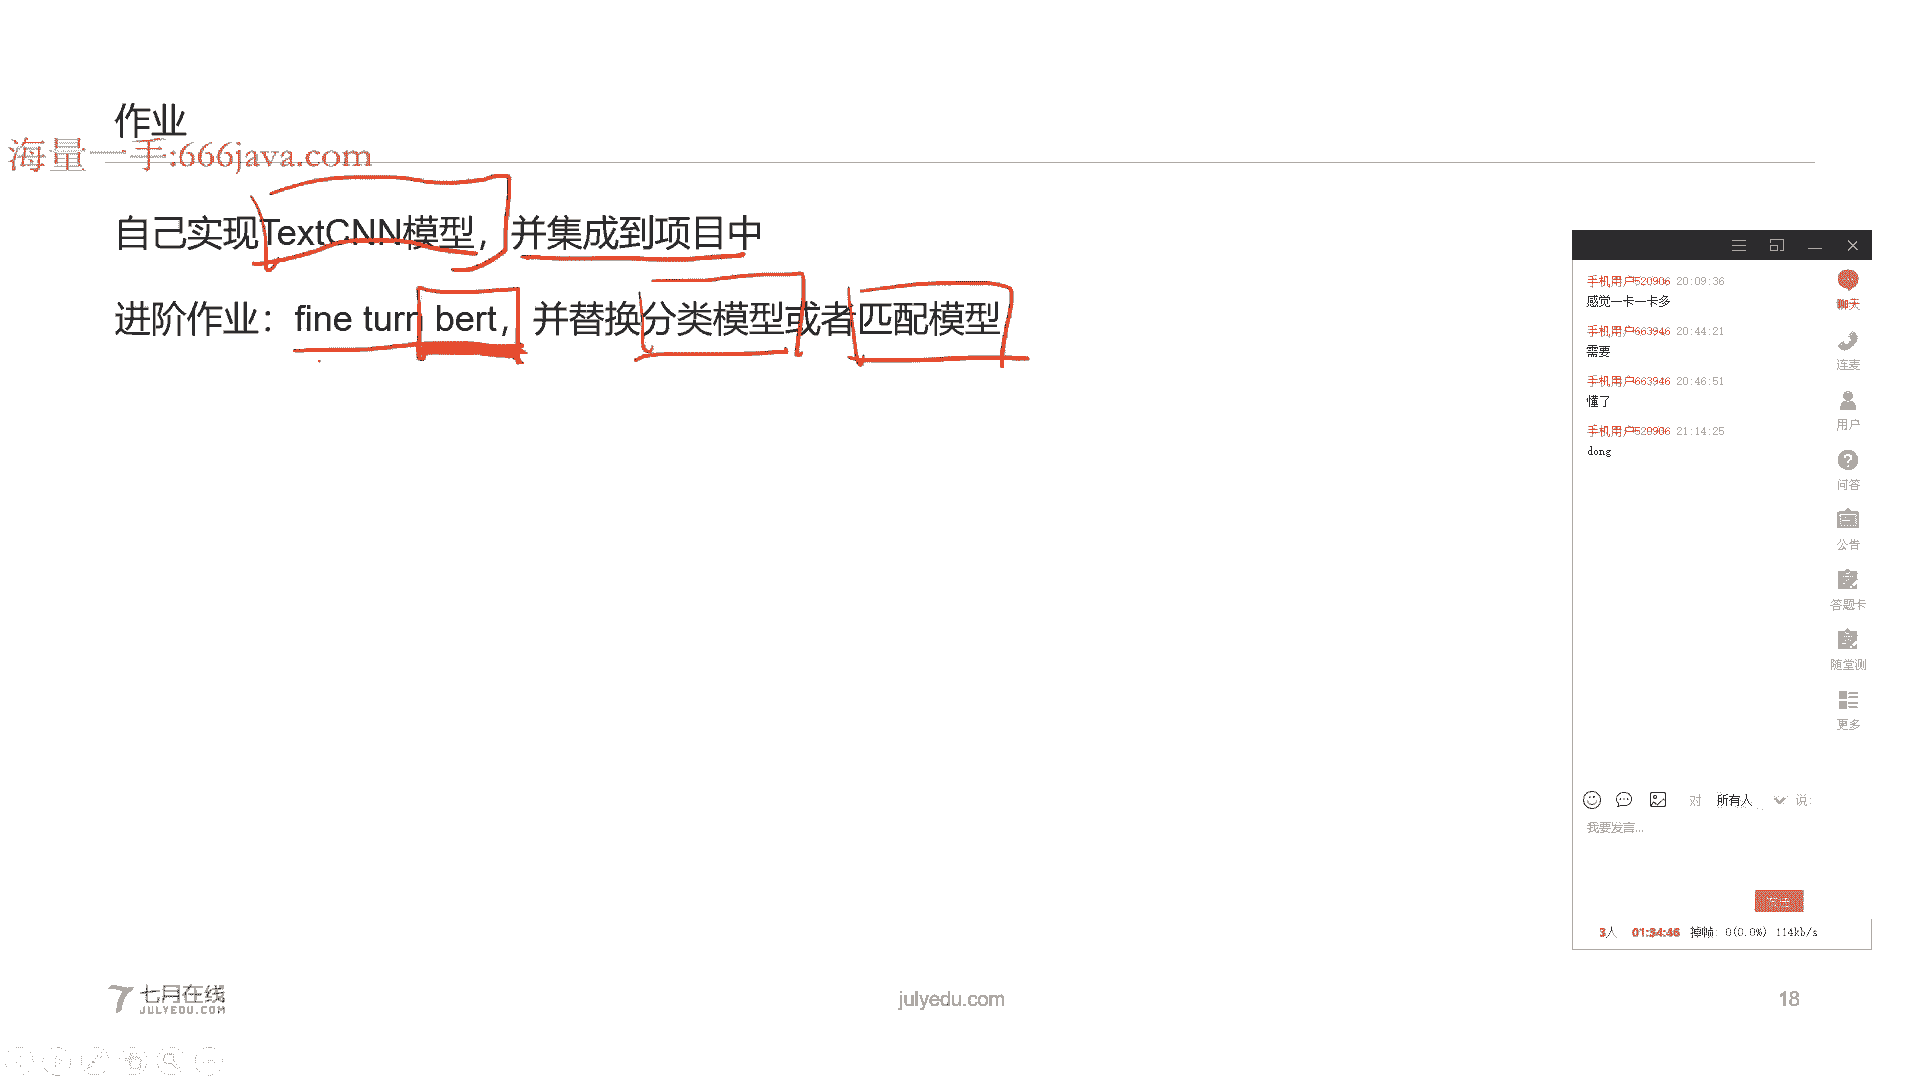 作业
海量一手:666java.com
自己实现TextCNN模型，并集成到项目中
进阶作业：fine turn bert，并替换分类模型或者匹配模型
手机用户520906 20:09:36
感觉一卡一卡多
手机用户663946 20:44:21
需要
手机用户663946 20:46:51
懂了
手机用户520906 21:14:25
dong
聊天
连麦
用户
问答
公告
答题卡
随堂测
更多
对 所有人 说:
我要发言...
3人 01:34:46 掉帧: 0(0.0%) 114kb/s
七月在线
JULYEDU.COM
julyedu.com
18